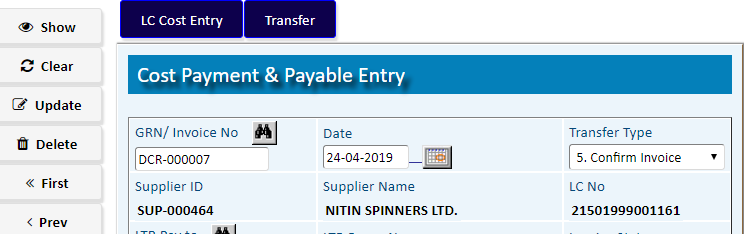 Show
Clear
Update
Delete
« First
< Prev
LC Cost Entry Transfer
Cost Payment & Payable Entry
GRN/ Invoice No Date Transfer Type
DCR-000007 24-04-2019 5. Confirm Invoice
Supplier ID Supplier Name LC No
SUP-000464 NITIN SPINNERS LTD. 21501999001161